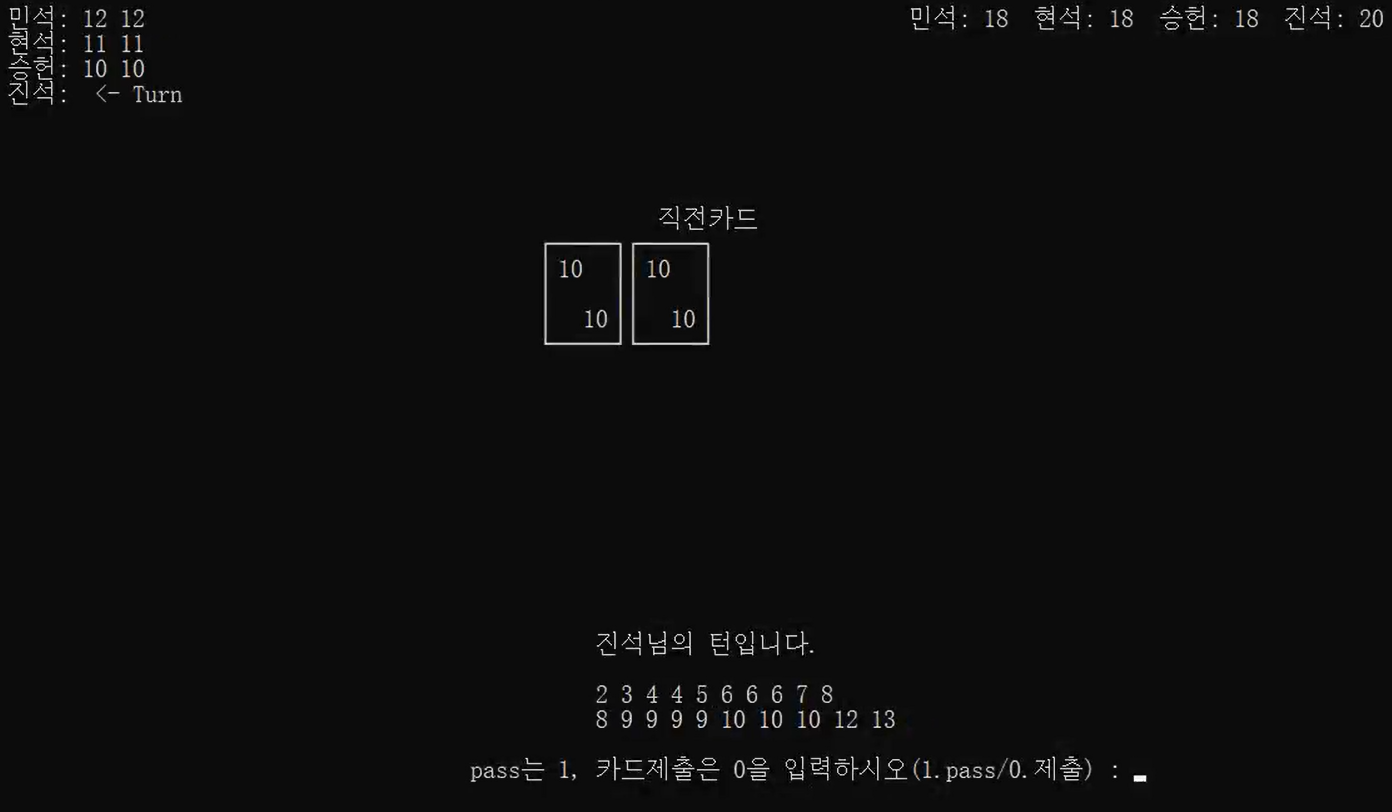 민석: 12 12
현석: 11 11
승헌: 10 10
진석: <- Turn
민석: 18 현석: 18 승헌: 18 진석: 20
직전카드
10 10
10 10
진석님의 턴입니다.
2 3 4 4 5 6 6 6 7 8
8 9 9 9 9 10 10 10 12 13
pass는 1, 카드제출은 0을 입력하시오(1.pass/0.제출) :